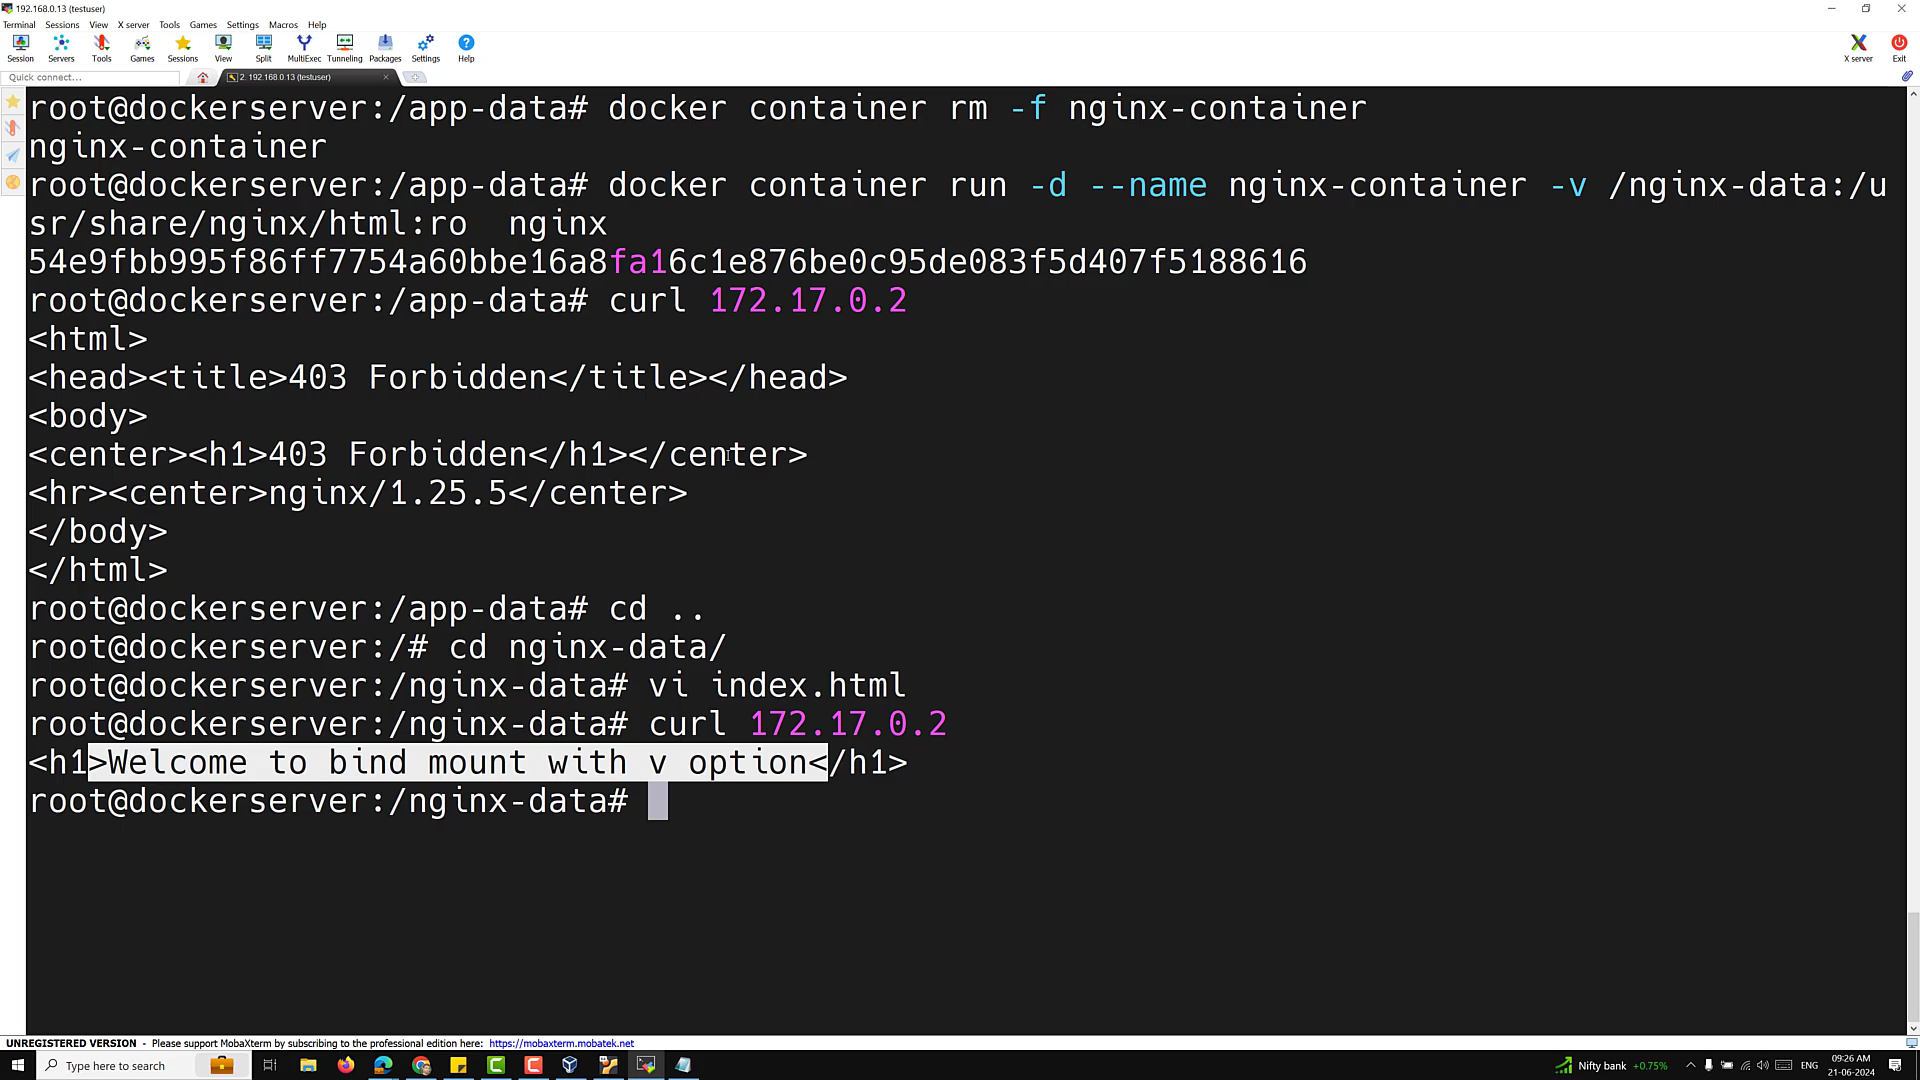 192.168.0.13 (testuser)
Terminal Sessions View X server Tools Games Settings Macros Help
Session Servers Tools Games Sessions View Split MultiExec Tunneling Packages Settings Help X server Exit
Quick connect... 2. 192.168.0.13 (testuser)
root@dockerserver:/app-data# docker container rm -f nginx-container
nginx-container
root@dockerserver:/app-data# docker container run -d --name nginx-container -v /nginx-data:/u
sr/share/nginx/html:ro  nginx
54e9fbb995f86ff7754a60bbe16a8fa16c1e876be0c95de083f5d407f5188616
root@dockerserver:/app-data# curl 172.17.0.2
<html>
<head><title>403 Forbidden</title></head>
<body>
<center><h1>403 Forbidden</h1></center>
<hr><center>nginx/1.25.5</center>
</body>
</html>
root@dockerserver:/app-data# cd ..
root@dockerserver:/# cd nginx-data/
root@dockerserver:/nginx-data# vi index.html
root@dockerserver:/nginx-data# curl 172.17.0.2
<h1>Welcome to bind mount with v option</h1>
root@dockerserver:/nginx-data#
UNREGISTERED VERSION - Please support MobaXterm by subscribing to the professional edition here: https://mobaxterm.mobatek.net
Type here to search Nifty bank +0.75% ENG 09:26 AM
21-06-2024